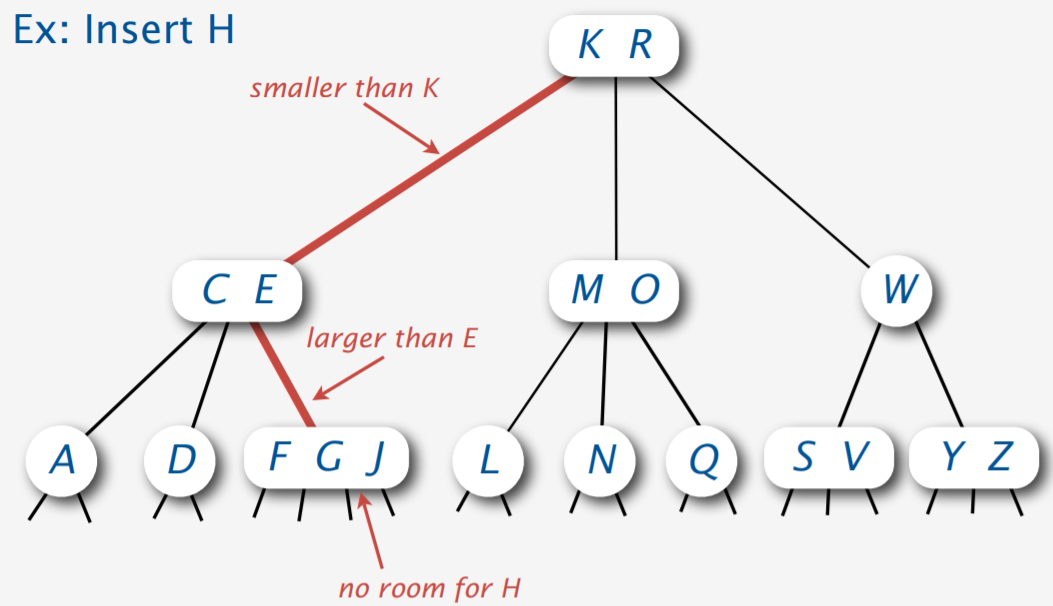 Ex: Insert H
K R
smaller than K
C E
M O
W
larger than E
A
D
F G J
L
N
Q
S V
Y Z
no room for H